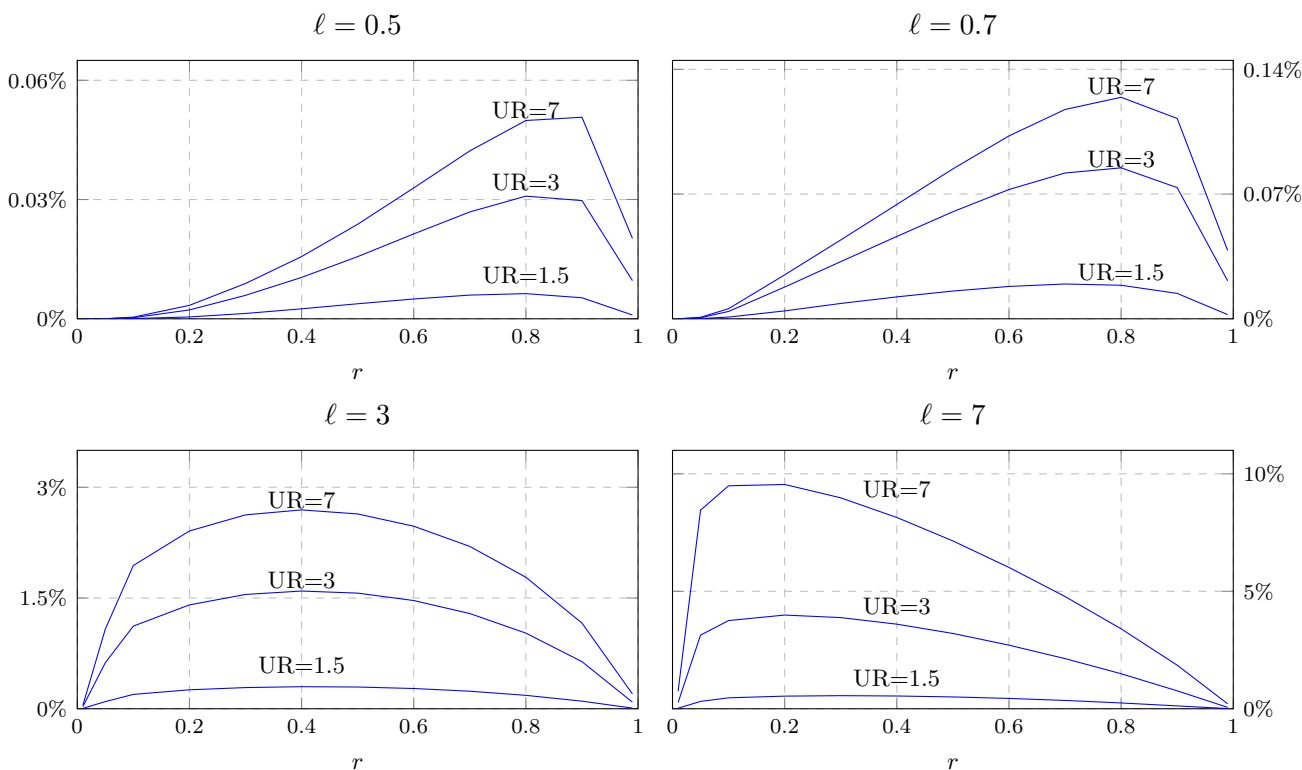 ℓ = 0.5
0.06%
0.03%
0%
UR=7
UR=3
UR=1.5
0 0.2 0.4 0.6 0.8 1
r
ℓ = 0.7
UR=7
UR=3
UR=1.5
0.14%
0.07%
0%
0 0.2 0.4 0.6 0.8 1
r
ℓ = 3
3%
1.5%
0%
UR=7
UR=3
UR=1.5
0 0.2 0.4 0.6 0.8 1
r
ℓ = 7
UR=7
UR=3
UR=1.5
10%
5%
0%
0 0.2 0.4 0.6 0.8 1
r